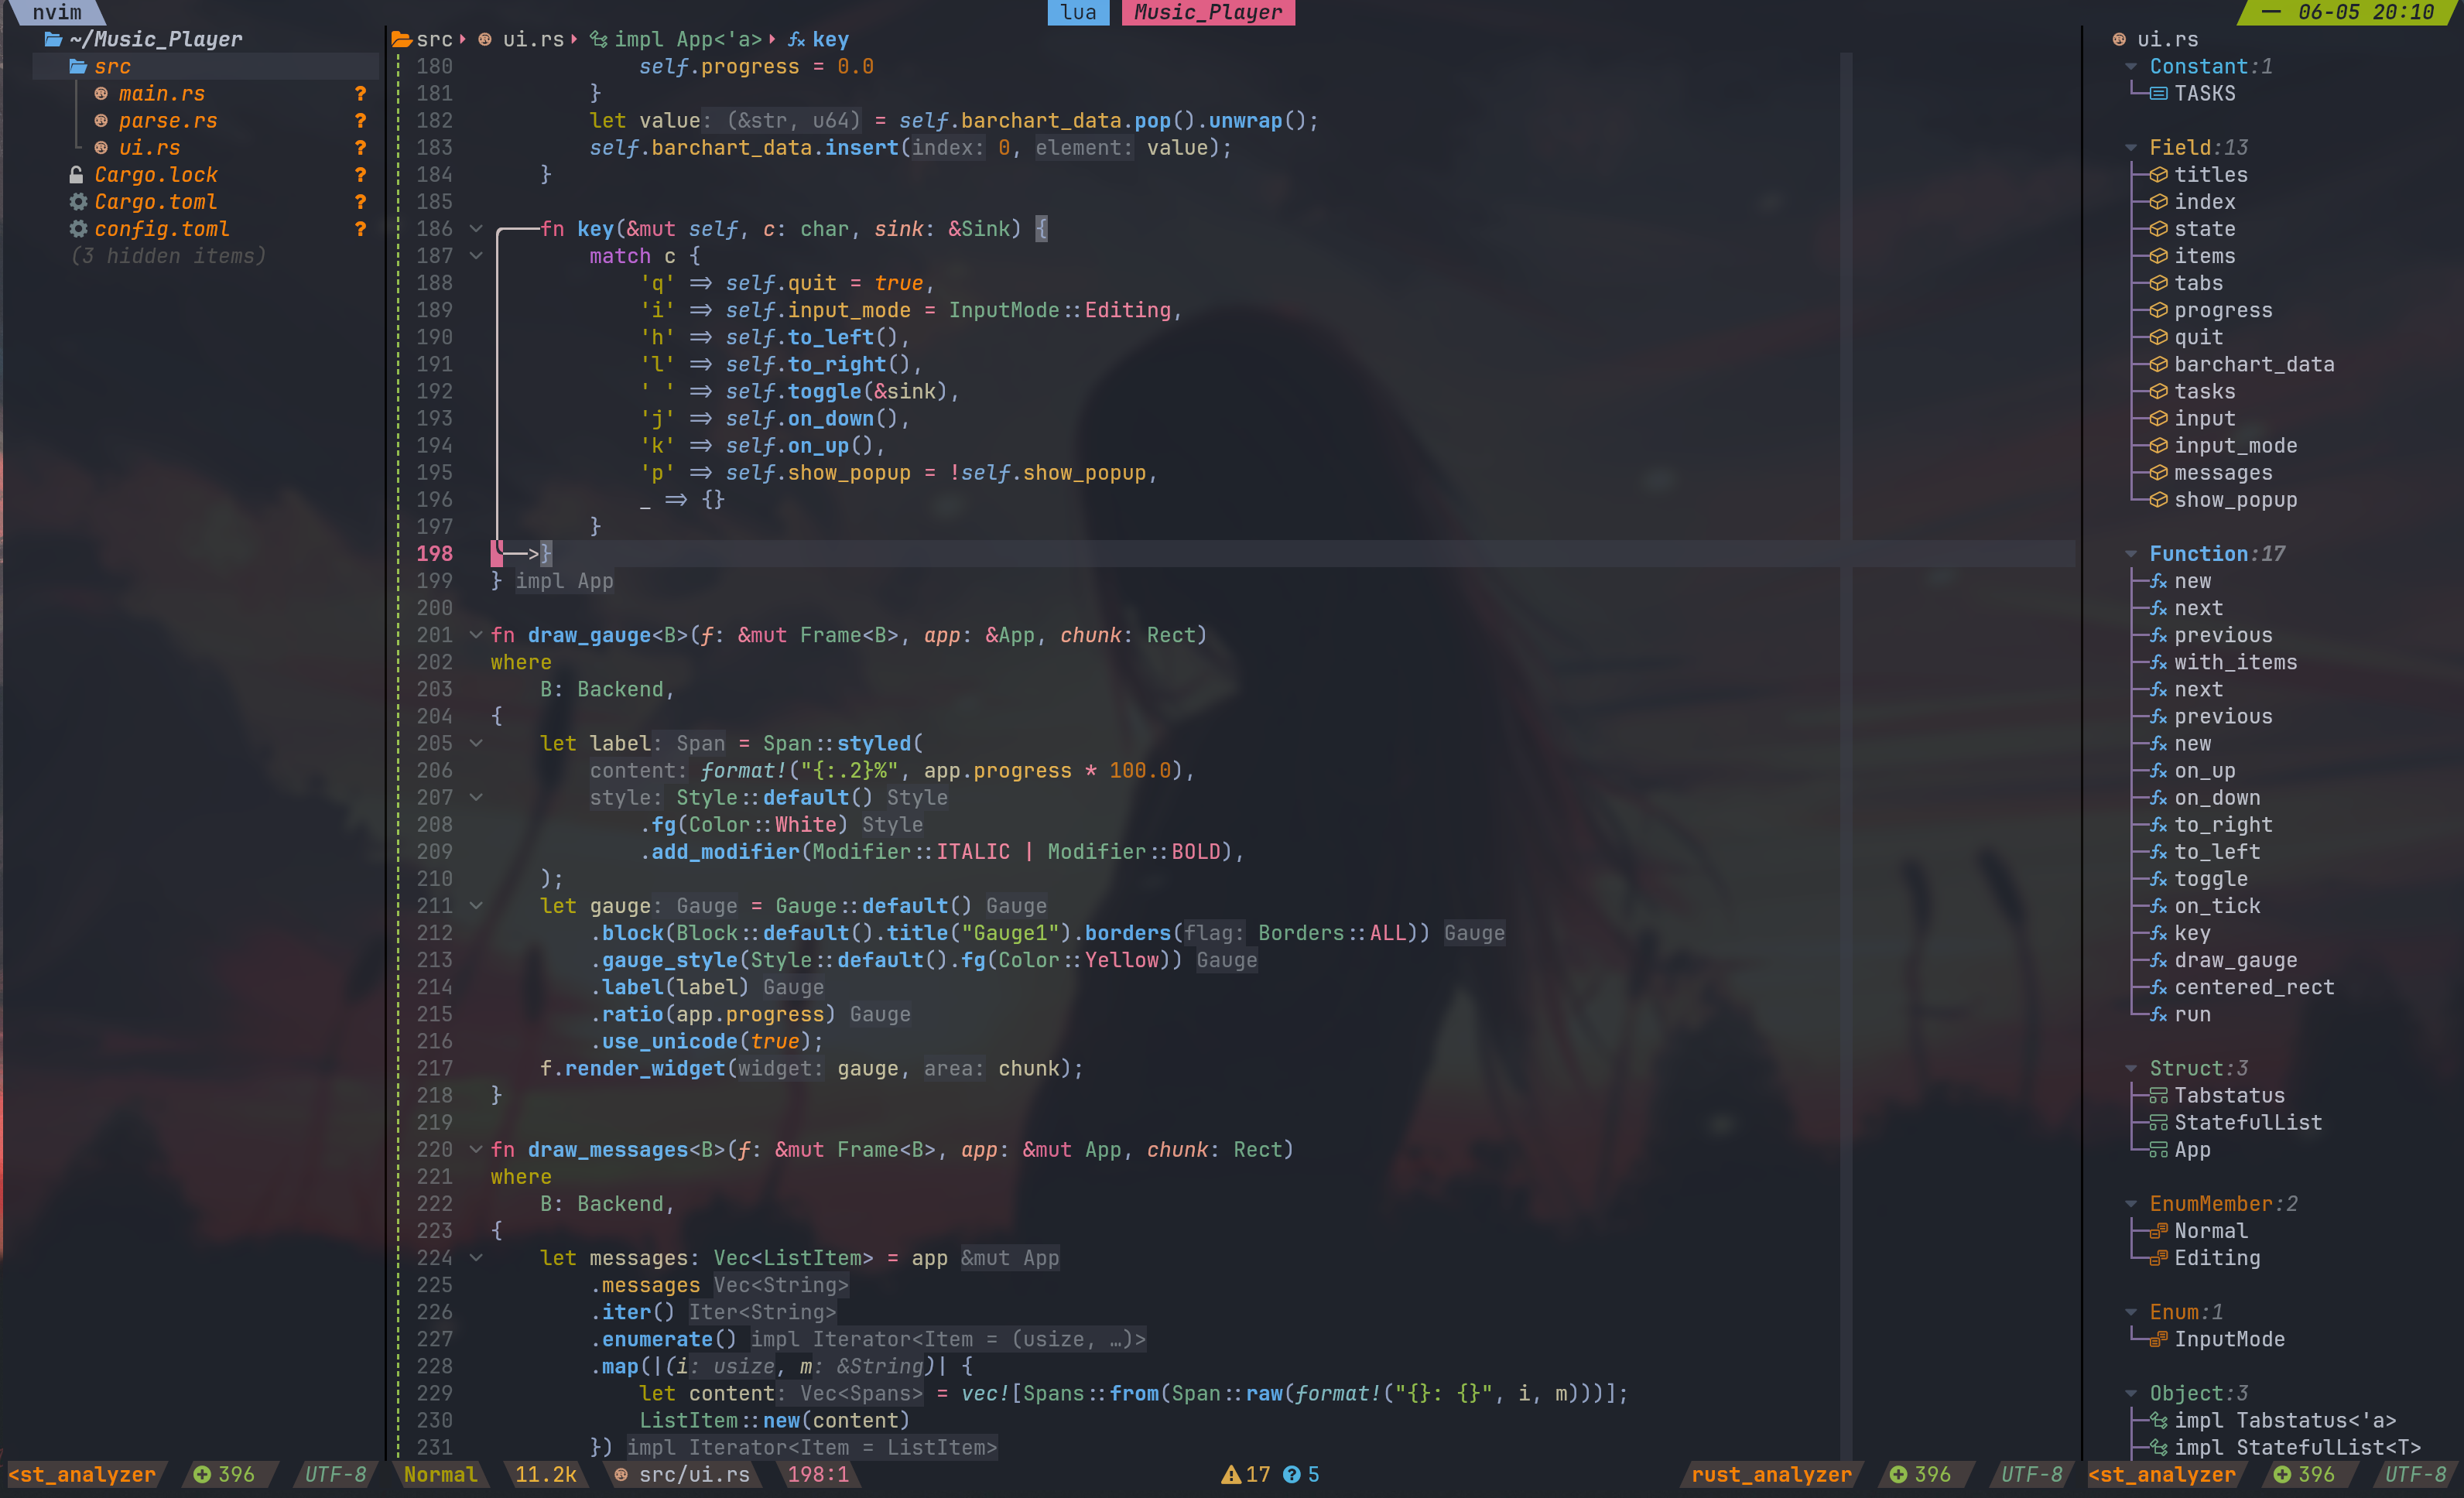 nvim
lua Music_Player
— 06-05 20:10
~/Music_Player
src
main.rs ?
parse.rs ?
ui.rs ?
Cargo.lock ?
Cargo.toml ?
config.toml ?
(3 hidden items)
src ui.rs impl App<'a> key
180 self.progress = 0.0
181 }
182 let value: (&str, u64) = self.barchart_data.pop().unwrap();
183 self.barchart_data.insert(index: 0, element: value);
184 }
185
186 fn key(&mut self, c: char, sink: &Sink) {
187 match c {
188 'q' => self.quit = true,
189 'i' => self.input_mode = InputMode::Editing,
190 'h' => self.to_left(),
191 'l' => self.to_right(),
192 ' ' => self.toggle(&sink),
193 'j' => self.on_down(),
194 'k' => self.on_up(),
195 'p' => self.show_popup = !self.show_popup,
196 _ => {}
197 }
198 >}
199 } impl App
200
201 fn draw_gauge<B>(f: &mut Frame<B>, app: &App, chunk: Rect)
202 where
203 B: Backend,
204 {
205 let label: Span = Span::styled(
206 content: format!("{:.2}%", app.progress * 100.0),
207 style: Style::default() Style
208 .fg(Color::White) Style
209 .add_modifier(Modifier::ITALIC | Modifier::BOLD),
210 );
211 let gauge: Gauge = Gauge::default() Gauge
212 .block(Block::default().title("Gauge1").borders(flag: Borders::ALL)) Gauge
213 .gauge_style(Style::default().fg(Color::Yellow)) Gauge
214 .label(label) Gauge
215 .ratio(app.progress) Gauge
216 .use_unicode(true);
217 f.render_widget(widget: gauge, area: chunk);
218 }
219
220 fn draw_messages<B>(f: &mut Frame<B>, app: &mut App, chunk: Rect)
221 where
222 B: Backend,
223 {
224 let messages: Vec<ListItem> = app &mut App
225 .messages Vec<String>
226 .iter() Iter<String>
227 .enumerate() impl Iterator<Item = (usize, …)>
228 .map(|(i: usize, m: &String)| {
229 let content: Vec<Spans> = vec![Spans::from(Span::raw(format!("{}: {}", i, m)))];
230 ListItem::new(content)
231 }) impl Iterator<Item = ListItem>
ui.rs
Constant:1
TASKS
Field:13
titles
index
state
items
tabs
progress
quit
barchart_data
tasks
input
input_mode
messages
show_popup
Function:17
new
next
previous
with_items
next
previous
new
on_up
on_down
to_right
to_left
toggle
on_tick
key
draw_gauge
centered_rect
run
Struct:3
Tabstatus
StatefulList
App
EnumMember:2
Normal
Editing
Enum:1
InputMode
Object:3
impl Tabstatus<'a>
impl StatefulList<T>
<st_analyzer 396 UTF-8 Normal 11.2k src/ui.rs 198:1 17 5 rust_analyzer 396 UTF-8 <st_analyzer 396 UTF-8